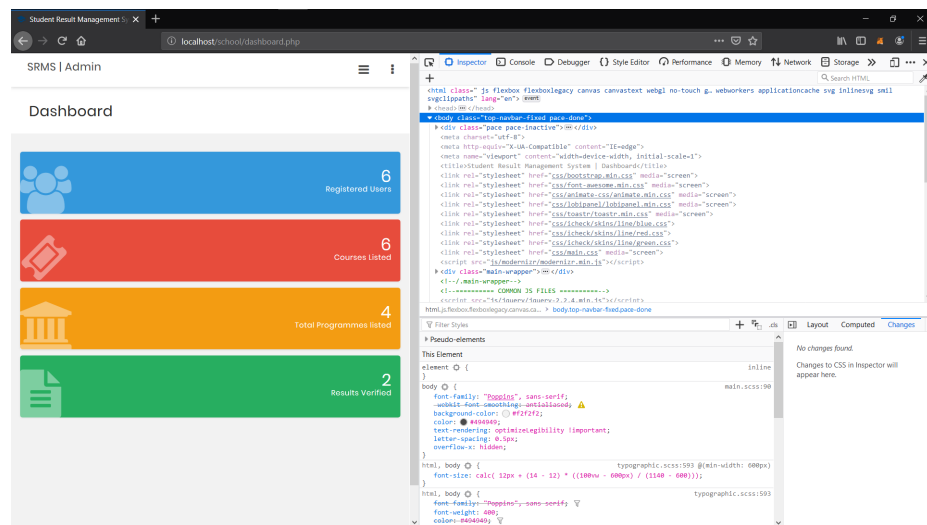 Student Result Management Sy
localhost/school/dashboard.php
SRMS | Admin
Dashboard
6
Registered Users
6
Courses Listed
4
Total Programmes listed
2
Results Verified
Inspector Console Debugger {} Style Editor Performance Memory Network Storage
Search HTML
<html class=" js flexbox flexboxlegacy canvas canvastext webgl no-touch g… webworkers applicationcache svg inlinesvg smil
svgclippaths" lang="en"> event
<head> </head>
<body class="top-navbar-fixed pace-done">
<div class="pace pace-inactive"> </div>
<meta charset="utf-8">
<meta http-equiv="X-UA-Compatible" content="IE=edge">
<meta name="viewport" content="width=device-width, initial-scale=1">
<title>Student Result Management System | Dashboard</title>
<link rel="stylesheet" href="css/bootstrap.min.css" media="screen">
<link rel="stylesheet" href="css/font-awesome.min.css" media="screen">
<link rel="stylesheet" href="css/animate-css/animate.min.css" media="screen">
<link rel="stylesheet" href="css/lobipanel/lobipanel.min.css" media="screen">
<link rel="stylesheet" href="css/toastr/toastr.min.css" media="screen">
<link rel="stylesheet" href="css/icheck/skins/line/blue.css">
<link rel="stylesheet" href="css/icheck/skins/line/red.css">
<link rel="stylesheet" href="css/icheck/skins/line/green.css">
<link rel="stylesheet" href="css/main.css" media="screen">
<script src="js/modernizr/modernizr.min.js"></script>
<div class="main-wrapper"> </div>
<!--/.main-wrapper-->
<!--========== COMMON JS FILES ==========-->
<script src="js/jquery/jquery-2.2.4.min.js"></script>
html.js.flexbox.flexboxlegacy.canvas.ca… > body.top-navbar-fixed.pace-done
Filter Styles + .cls Layout Computed Changes
Pseudo-elements
This Element
element { inline
}
body { main.scss:90
font-family: "Poppins", sans-serif;
-webkit-font-smoothing: antialiased;
background-color: #f2f2f2;
color: #494949;
text-rendering: optimizeLegibility !important;
letter-spacing: 0.5px;
overflow-x: hidden;
}
html, body { typographic.scss:593 @(min-width: 600px)
font-size: calc( 12px + (14 - 12) * ((100vw - 600px) / (1140 - 600)));
}
html, body { typographic.scss:593
font-family: "Poppins", sans-serif;
font-weight: 400;
color: #494949;
No changes found.
Changes to CSS in Inspector will
appear here.